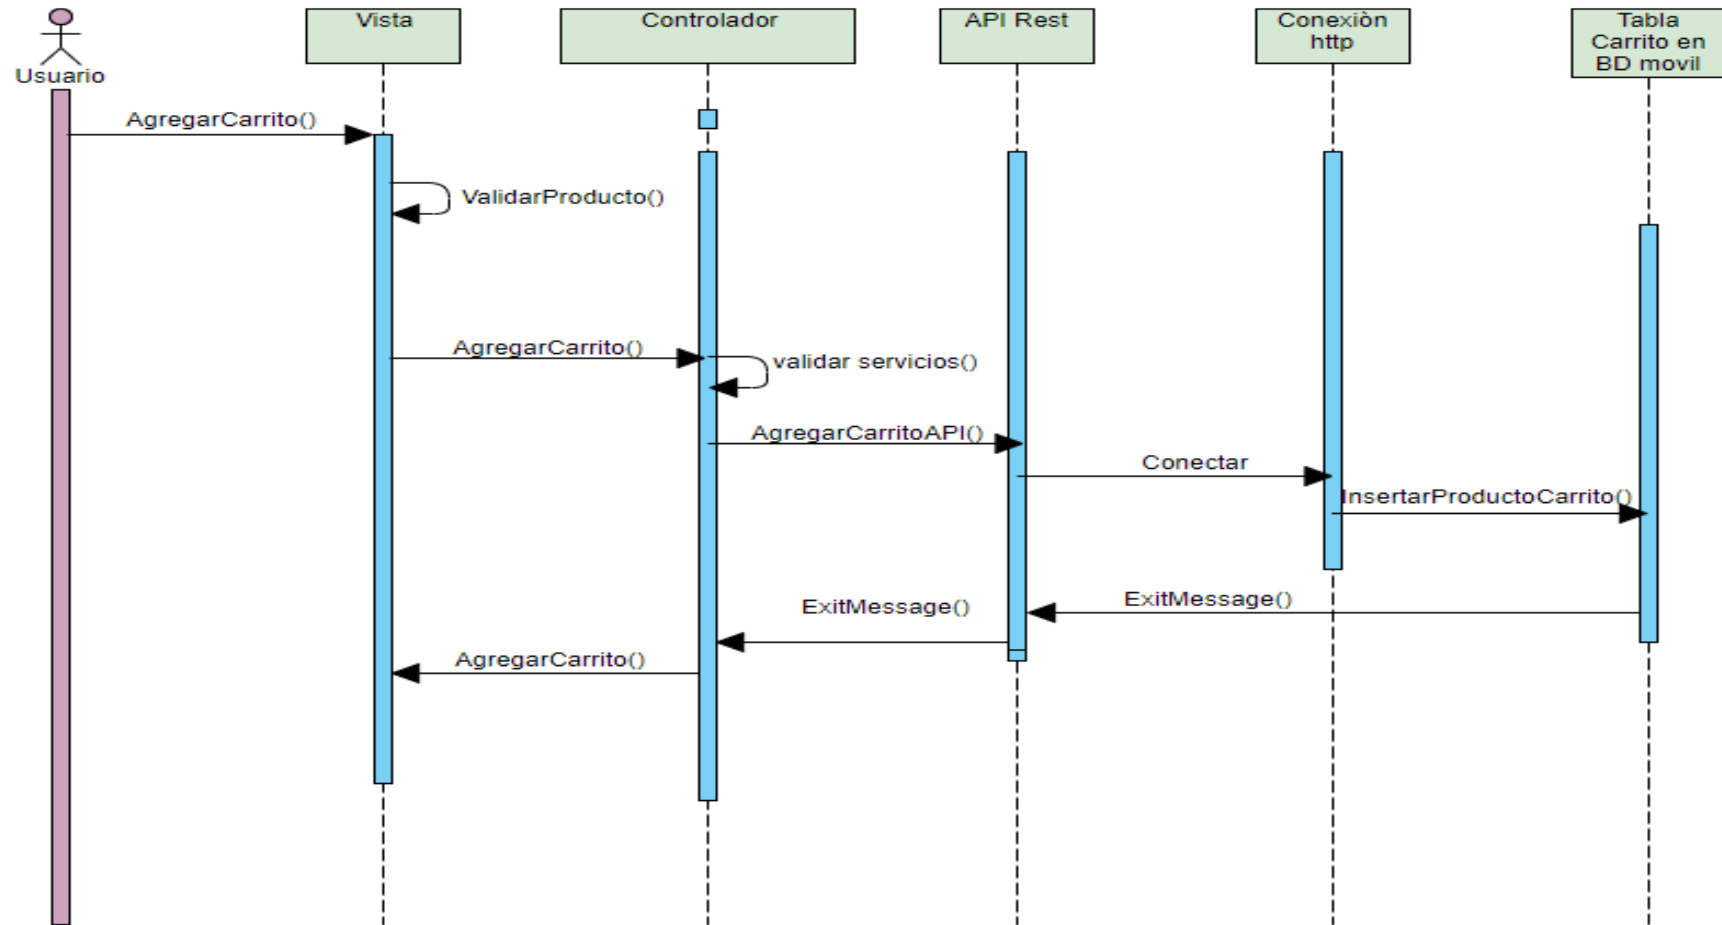 Vista
Controlador
API Rest
Conexiòn
http
Tabla
Carrito en
BD movil
Usuario
AgregarCarrito()
ValidarProducto()
AgregarCarrito()
validar servicios()
AgregarCarritoAPI()
Conectar
InsertarProductoCarrito()
ExitMessage()
ExitMessage()
AgregarCarrito()